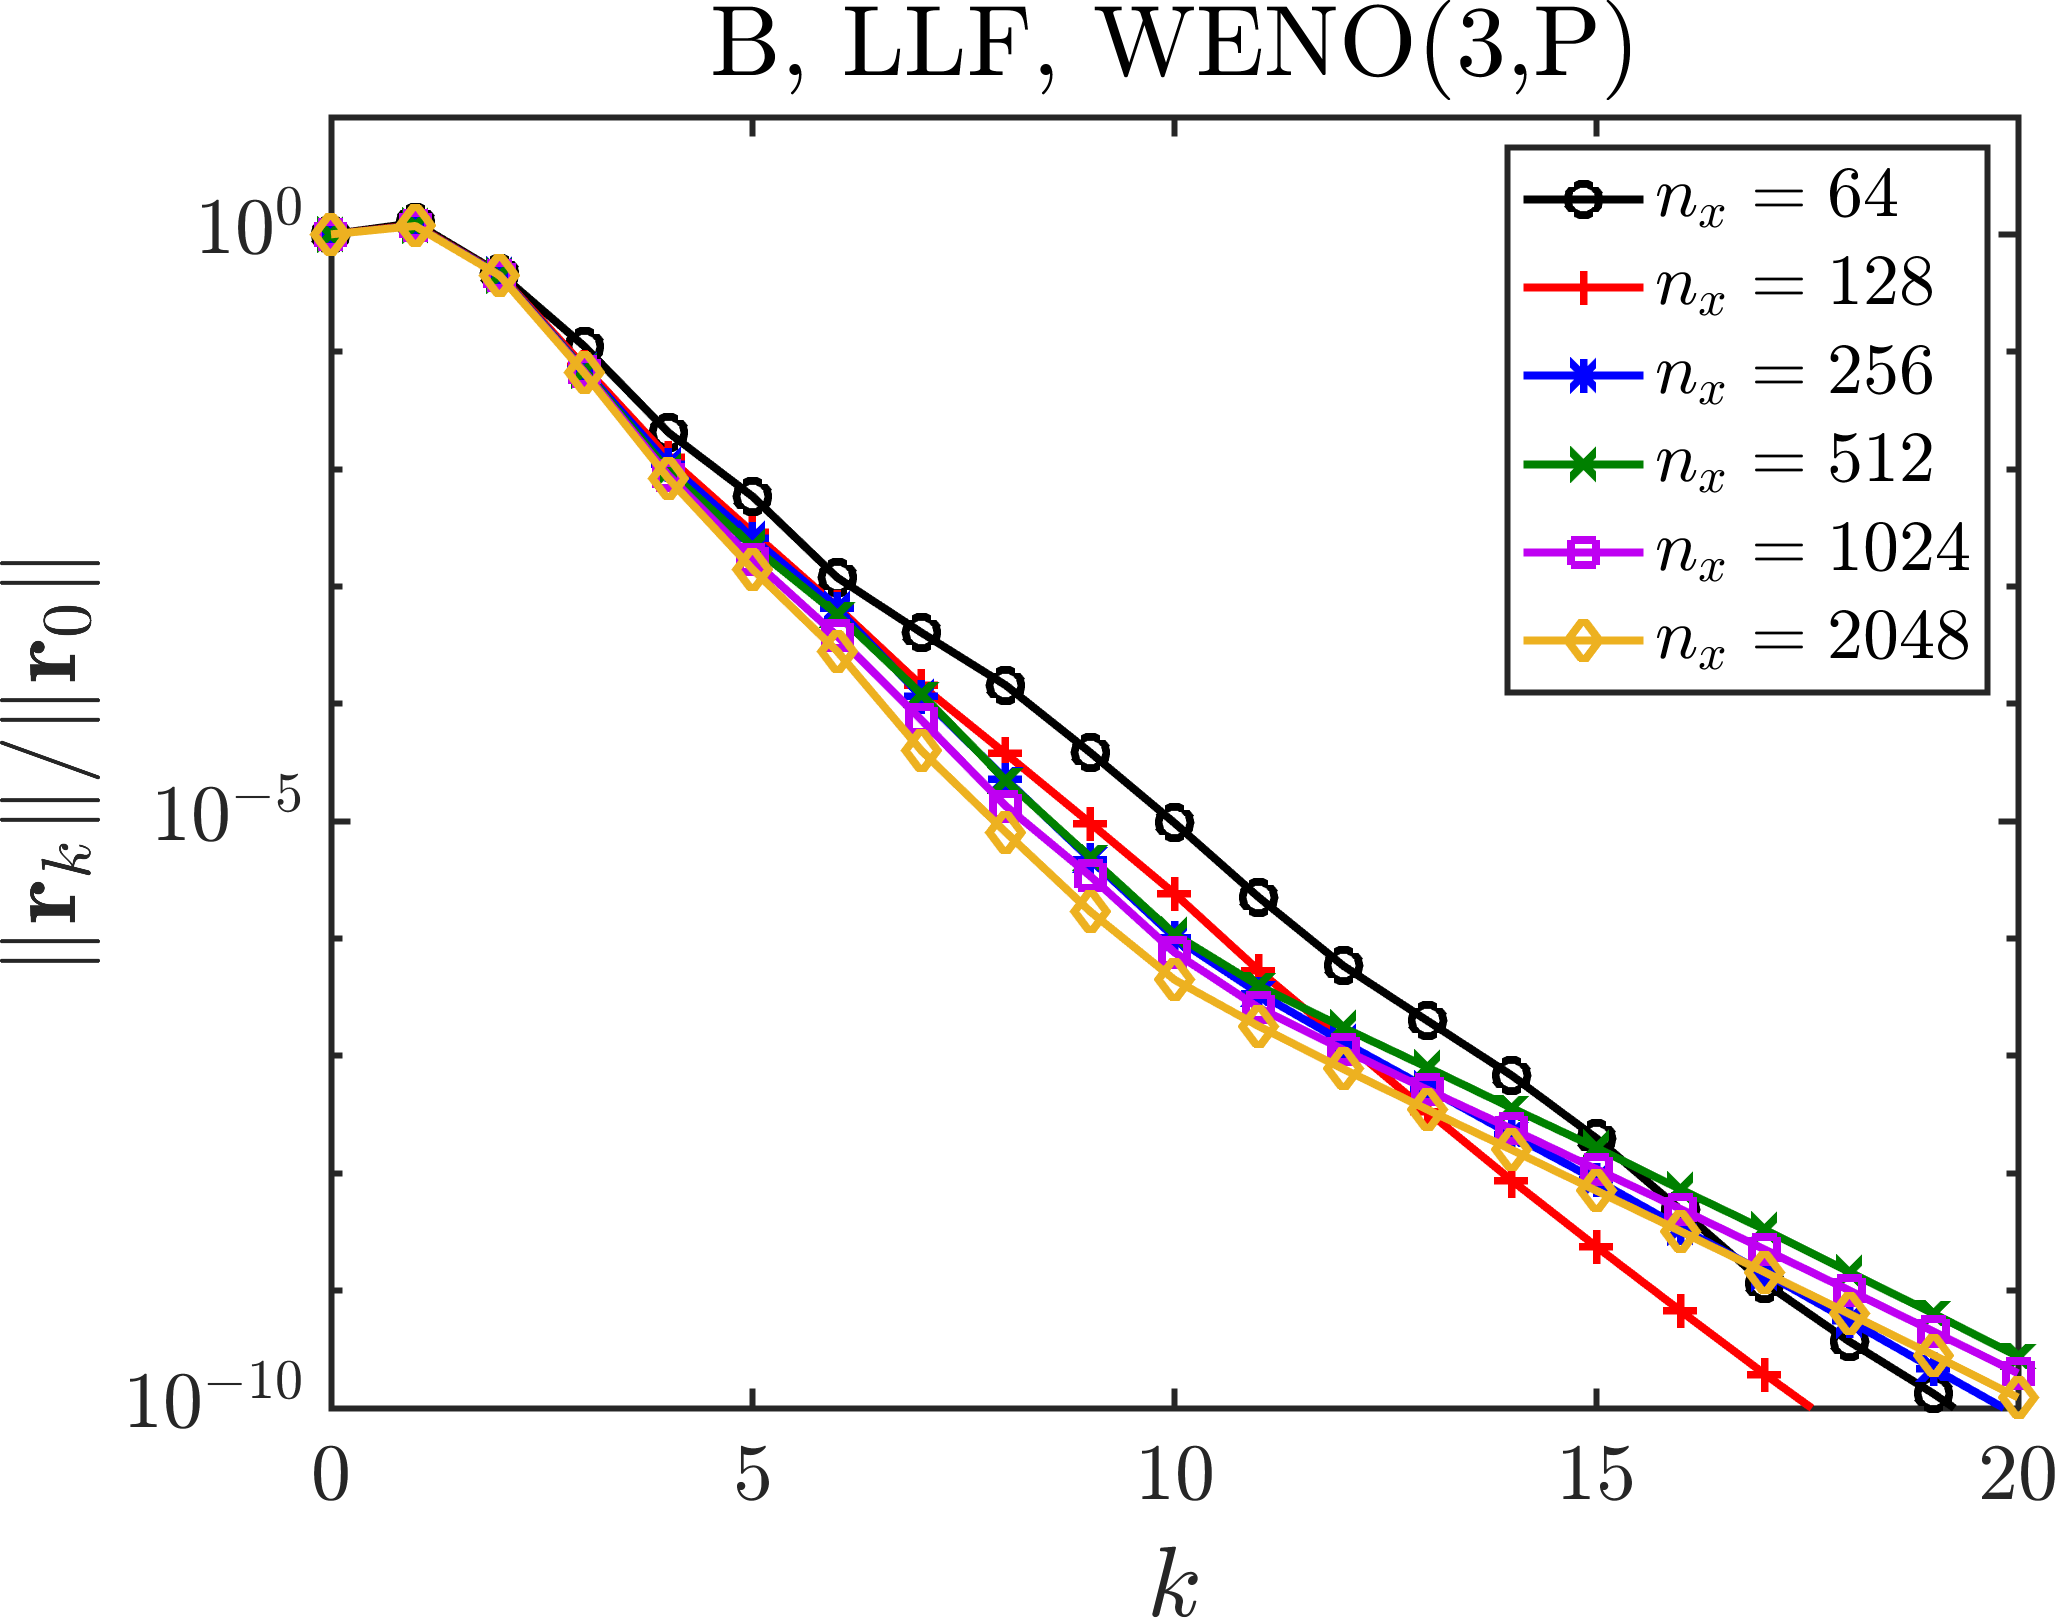 B, LLF, WENO(3,P)
‖r_k‖/‖r_0‖
10^0
10^−5
10^−10
0 5 10 15 20
k
n_x = 64
n_x = 128
n_x = 256
n_x = 512
n_x = 1024
n_x = 2048